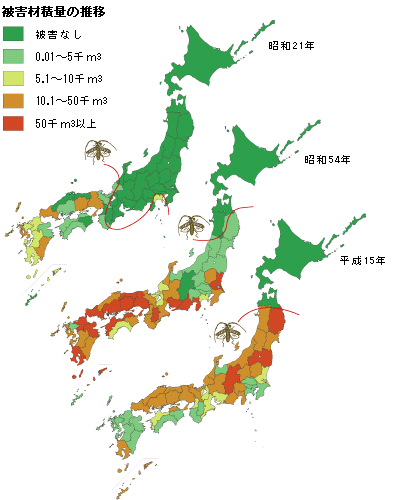 被害材積量の推移
被害なし
0.01～5千m3
5.1～10千m3
10.1～50千m3
50千m3以上
昭和21年
昭和54年
平成15年